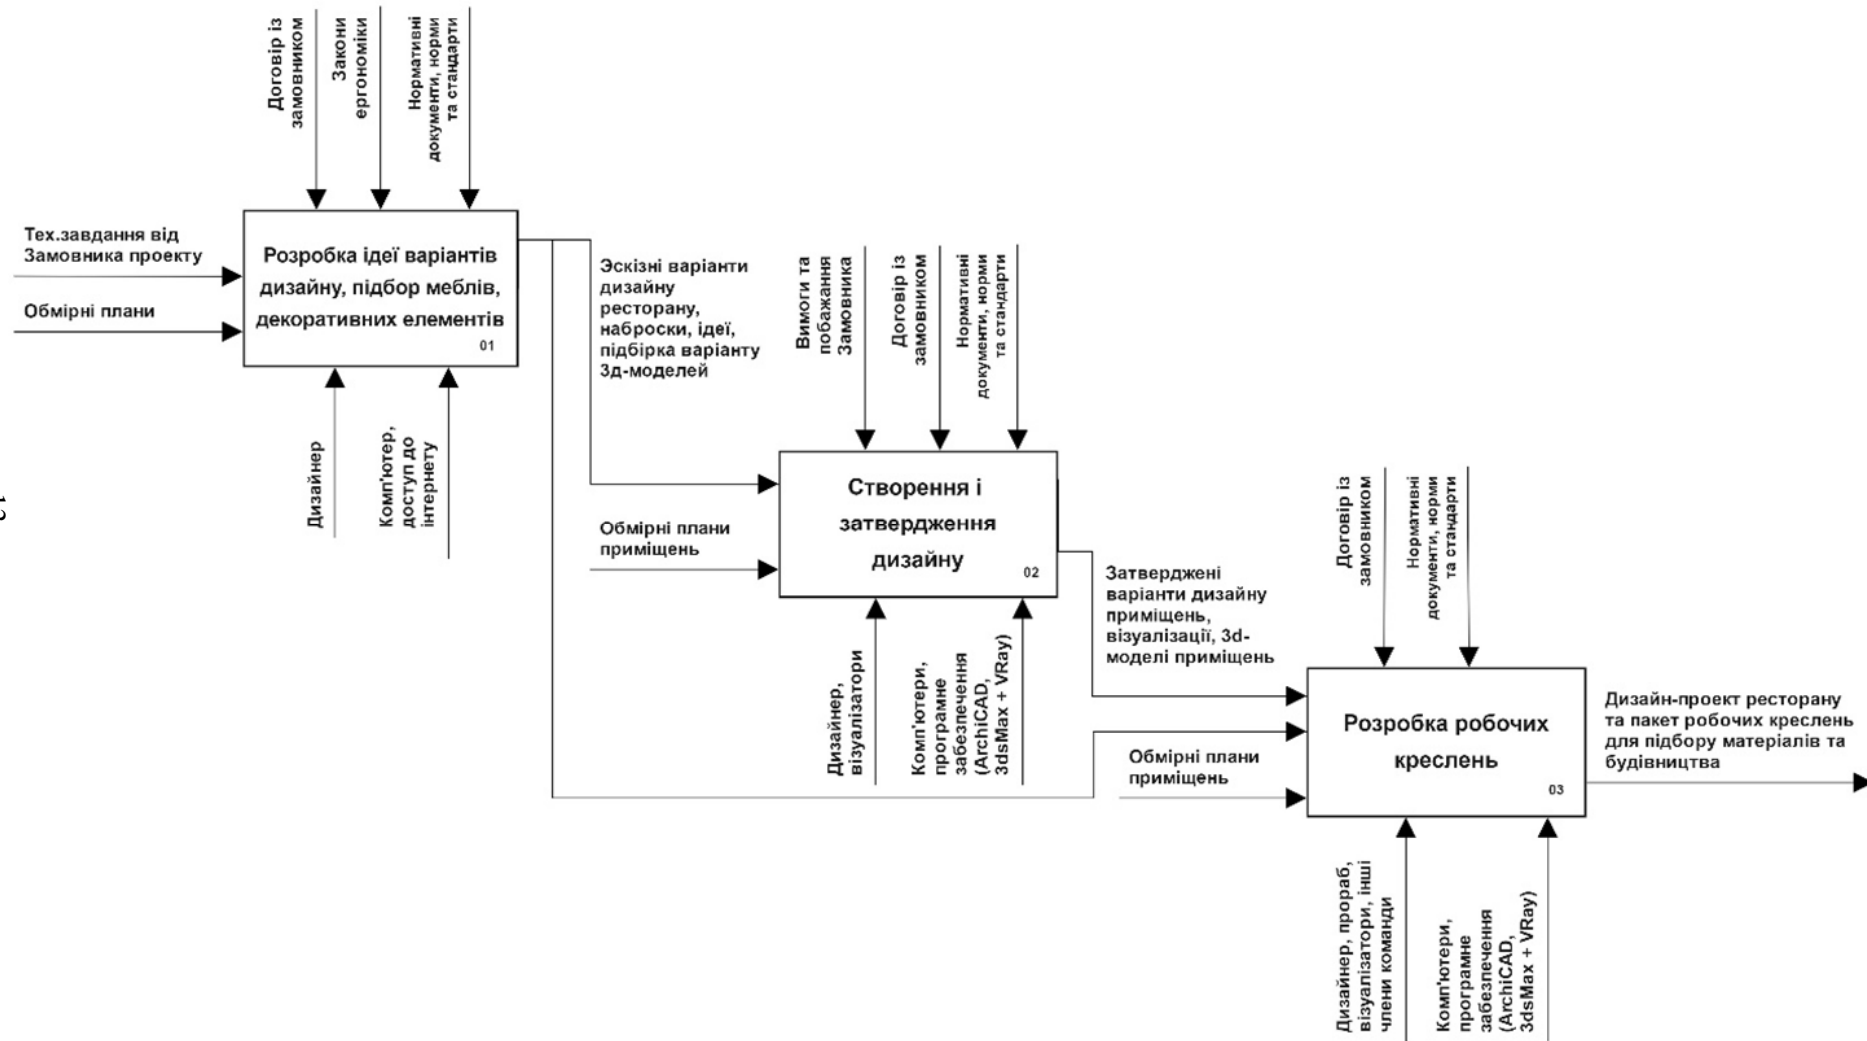 Договір із
замовником
Закони
ергономіки
Нормативні
документи, норми
та стандарти
Тех.завдання від
Замовника проекту
Обмірні плани
Розробка ідеї варіантів
дизайну, підбор меблів,
декоративних елементів
01
Дизайнер
Комп'ютер,
доступ до
інтернету
Эскізні варіанти
дизайну
ресторану,
наброски, ідеї,
підбірка варіанту
3д-моделей
Вимоги та
побажання
Замовника
Договір із
замовником
Нормативні
документи, норми
та стандарти
Обмірні плани
приміщень
Створення і
затвердження
дизайну
02
Дизайнер,
візуалізатори
Комп'ютери,
програмне
забезпечення
(ArchiCAD,
3dsMax + VRay)
Затверджені
варіанти дизайну
приміщень,
візуалізації, 3d-
моделі приміщень
Договір із
замовником
Нормативні
документи, норми
та стандарти
Обмірні плани
приміщень
Розробка робочих
креслень
03
Дизайн-проект ресторану
та пакет робочих креслень
для підбору матеріалів та
будівництва
Дизайнер, прораб,
візуалізатори, інші
члени команди
Комп'ютери,
програмне
забезпечення
(ArchiCAD,
3dsMax + VRay)